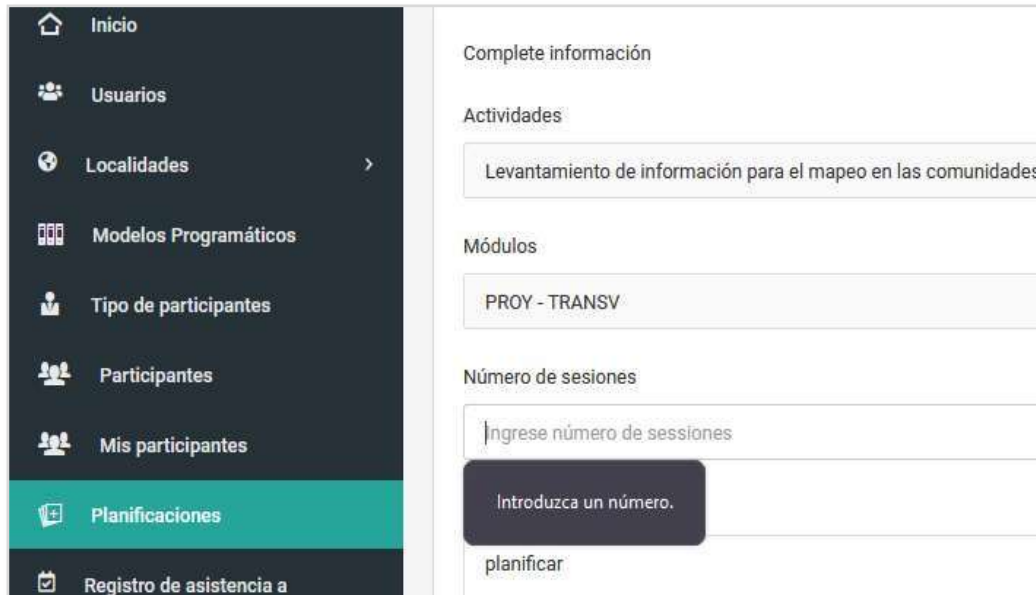 Inicio
Usuarios
Localidades
Modelos Programáticos
Tipo de participantes
Participantes
Mis participantes
Planificaciones
Registro de asistencia a
Complete información
Actividades
Levantamiento de información para el mapeo en las comunidades
Módulos
PROY - TRANSV
Número de sesiones
Ingrese número de sessiones
Introduzca un número.
planificar